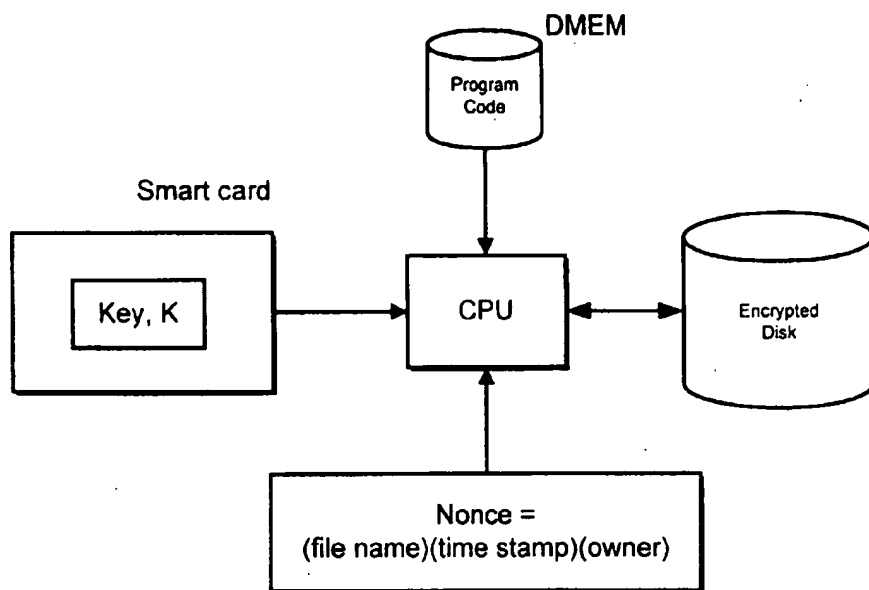 DMEM
Program
Code
Smart card
Key, K
CPU
Encrypted
Disk
Nonce =
(file name)(time stamp)(owner)